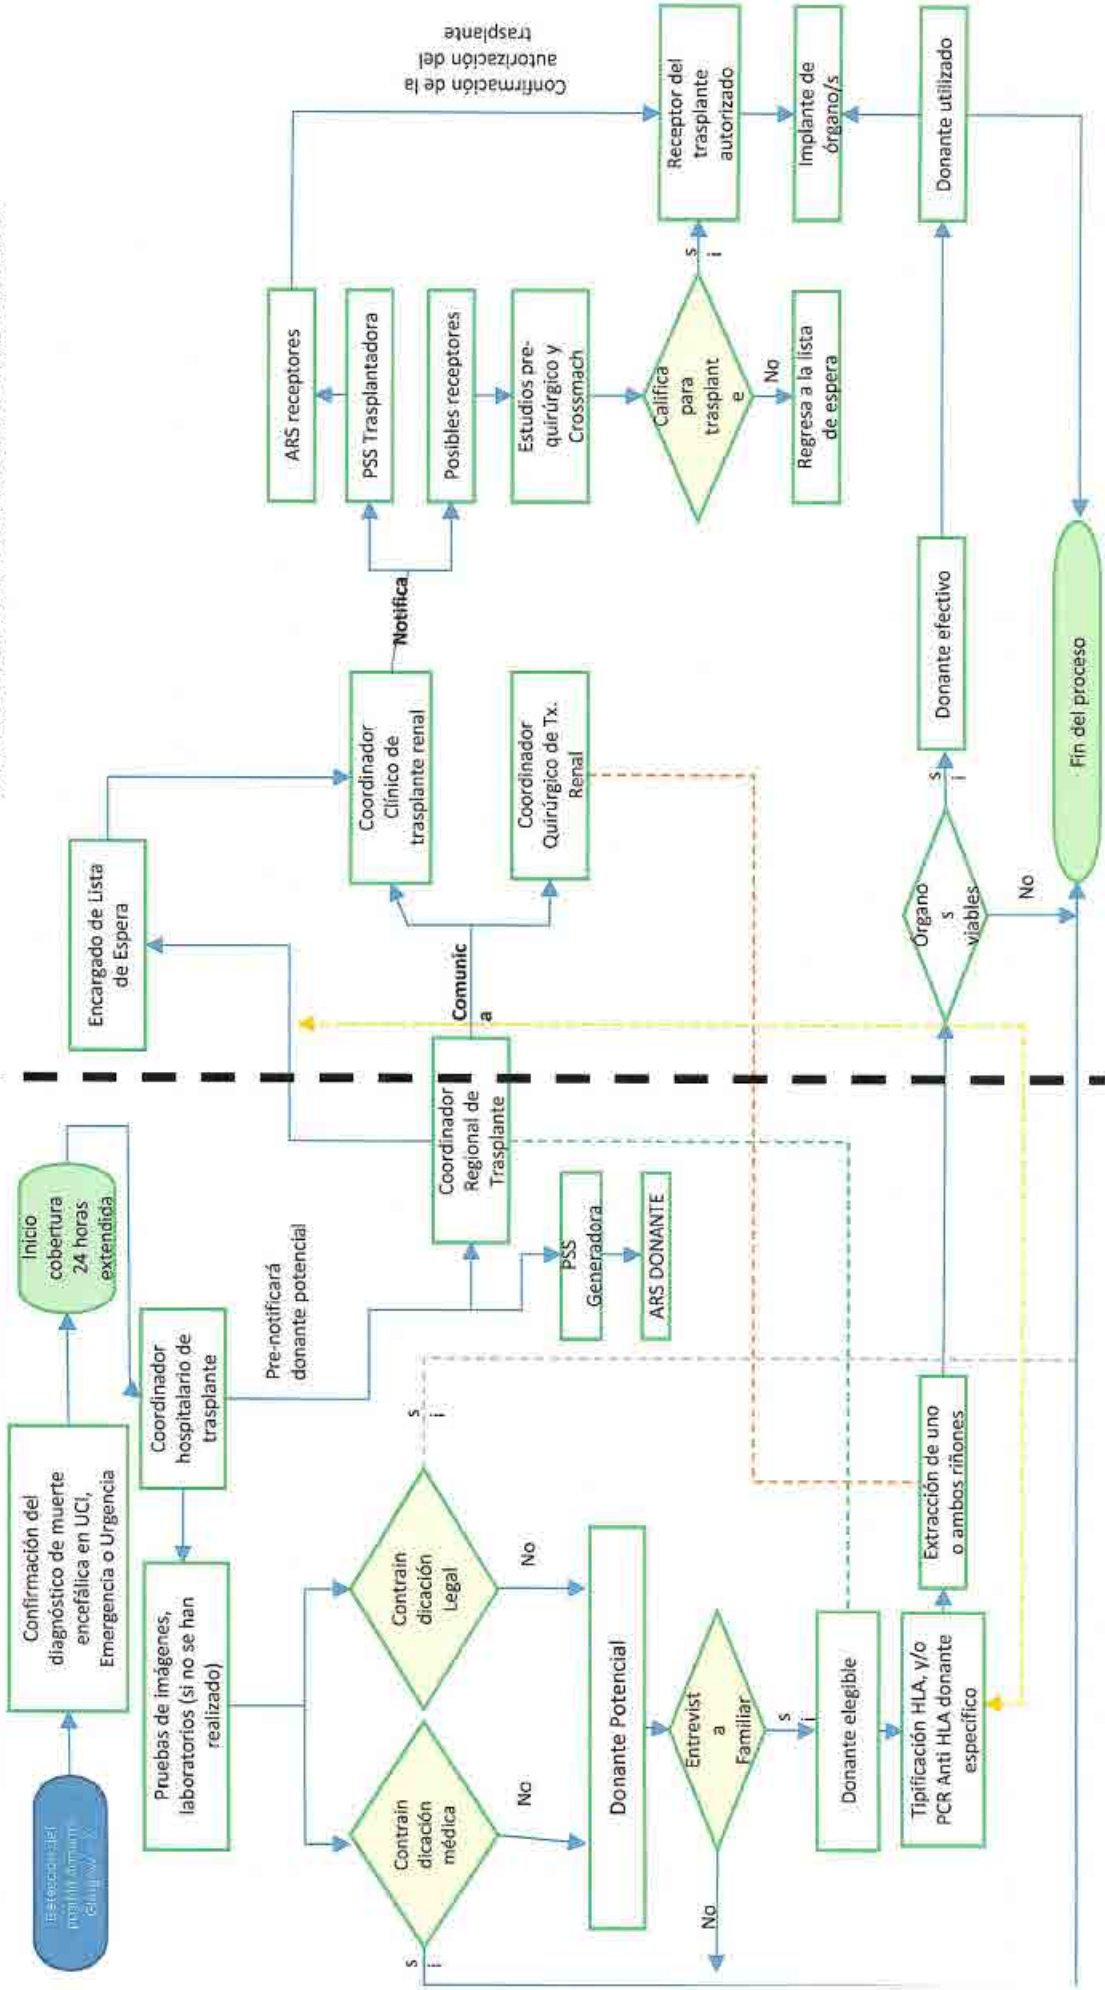 Detección del
posible donante
Glasgow
Confirmación del
diagnóstico de muerte
encefálica en UCI,
Emergencia o Urgencia
Inicio
cobertura
24 horas
extendida
Coordinador
hospitalario de
trasplante
Pruebas de imágenes,
laboratorios (si no se han
realizado)
Pre-notificará
donante potencial
Contrain
dicación
médica
s
i
No
Contrain
dicación
Legal
s
i
No
Donante Potencial
Entrevist
a
Familiar
No
s
i
Donante elegible
Tipificación HLA, y/o
PCR Anti HLA donante
específico
Extracción de uno
o ambos riñones
PSS
Generadora
ARS DONANTE
Coordinador
Regional de
Trasplante
Comunic
a
Encargado de Lista
de Espera
Coordinador
Clínico de
trasplante renal
Coordinador
Quirúrgico de Tx.
Renal
Notifica
ARS receptores
PSS Trasplantadora
Posibles receptores
Estudios pre-
quirúrgico y
Crossmach
Califica
para
trasplant
e
s
i
No
Regresa a la lista
de espera
Confirmación de la
autorización del
trasplante
Receptor del
trasplante
autorizado
Implante de
órgano/s
Donante utilizado
Órgano
s
viables
s
i
No
Donante efectivo
Fin del proceso